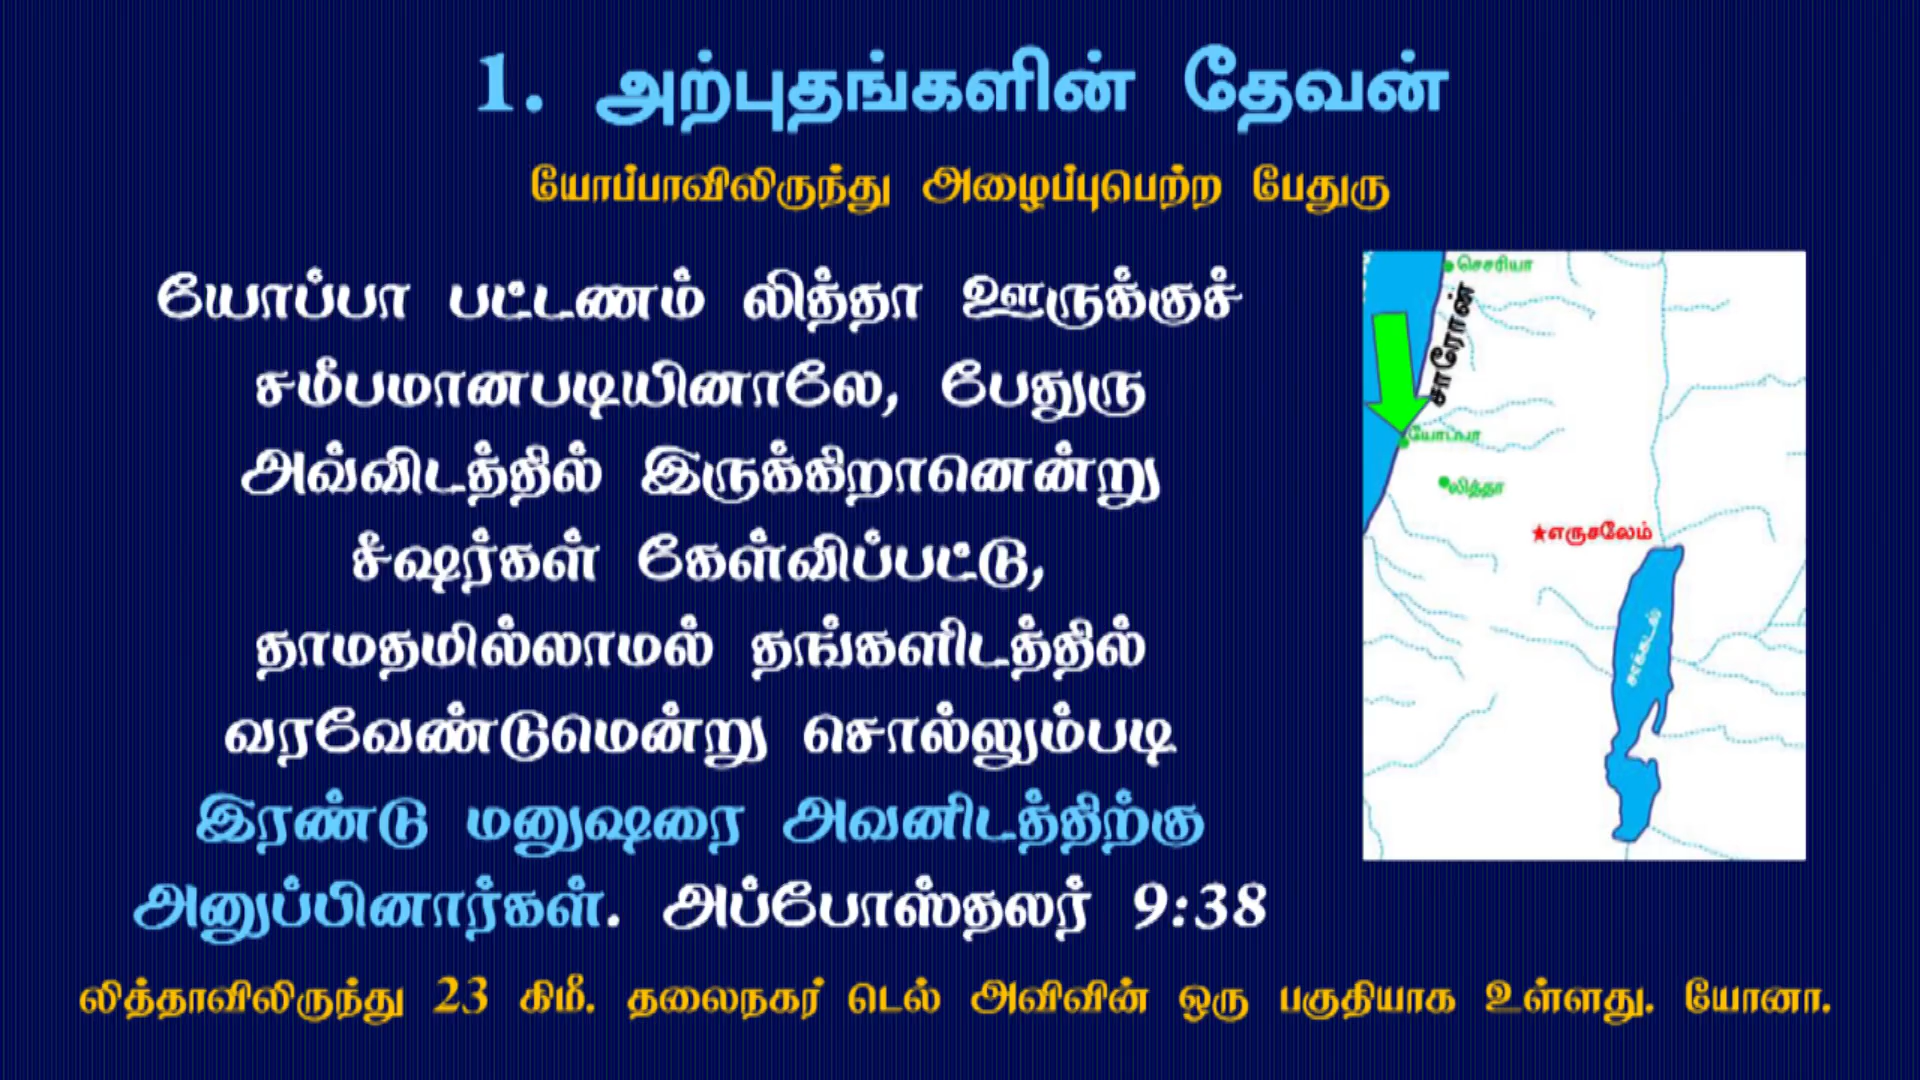 1. அற்புதங்களின் தேவன்
யோப்பாவிலிருந்து அழைப்புபெற்ற பேதுரு
யோப்பா பட்டணம் லித்தா ஊருக்குச்
சமீபமானபடியினாலே, பேதுரு
அவ்விடத்தில் இருக்கிறானென்று
சீஷர்கள் கேள்விப்பட்டு,
தாமதமில்லாமல் தங்களிடத்தில்
வரவேண்டுமென்று சொல்லும்படி
இரண்டு மனுஷரை அவனிடத்திற்கு
அனுப்பினார்கள். அப்போஸ்தலர் 9:38
செசரியா
சாரோன்
யோப்பா
லித்தா
எருசலேம்
சாக்கடல்
லித்தாவிலிருந்து 23 கிமீ. தலைநகர் டெல் அவிவின் ஒரு பகுதியாக உள்ளது. யோனா.